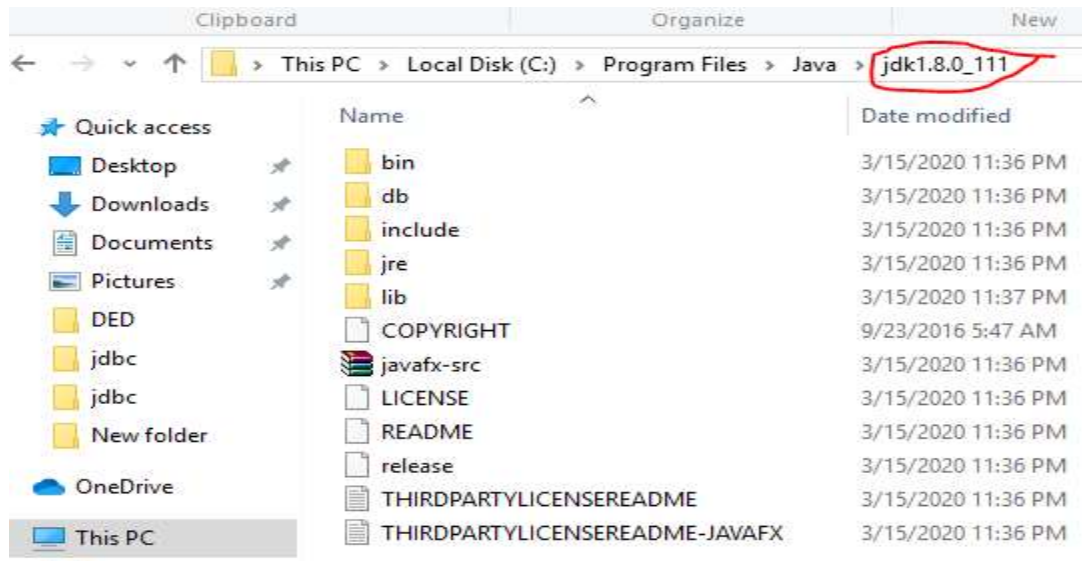 Clipboard Organize New
This PC > Local Disk (C:) > Program Files > Java > jdk1.8.0_111
Name Date modified
Quick access
Desktop
Downloads
Documents
Pictures
DED
jdbc
jdbc
New folder
OneDrive
This PC
bin 3/15/2020 11:36 PM
db 3/15/2020 11:36 PM
include 3/15/2020 11:36 PM
jre 3/15/2020 11:36 PM
lib 3/15/2020 11:37 PM
COPYRIGHT 9/23/2016 5:47 AM
javafx-src 3/15/2020 11:36 PM
LICENSE 3/15/2020 11:36 PM
README 3/15/2020 11:36 PM
release 3/15/2020 11:36 PM
THIRDPARTYLICENSEREADME 3/15/2020 11:36 PM
THIRDPARTYLICENSEREADME-JAVAFX 3/15/2020 11:36 PM